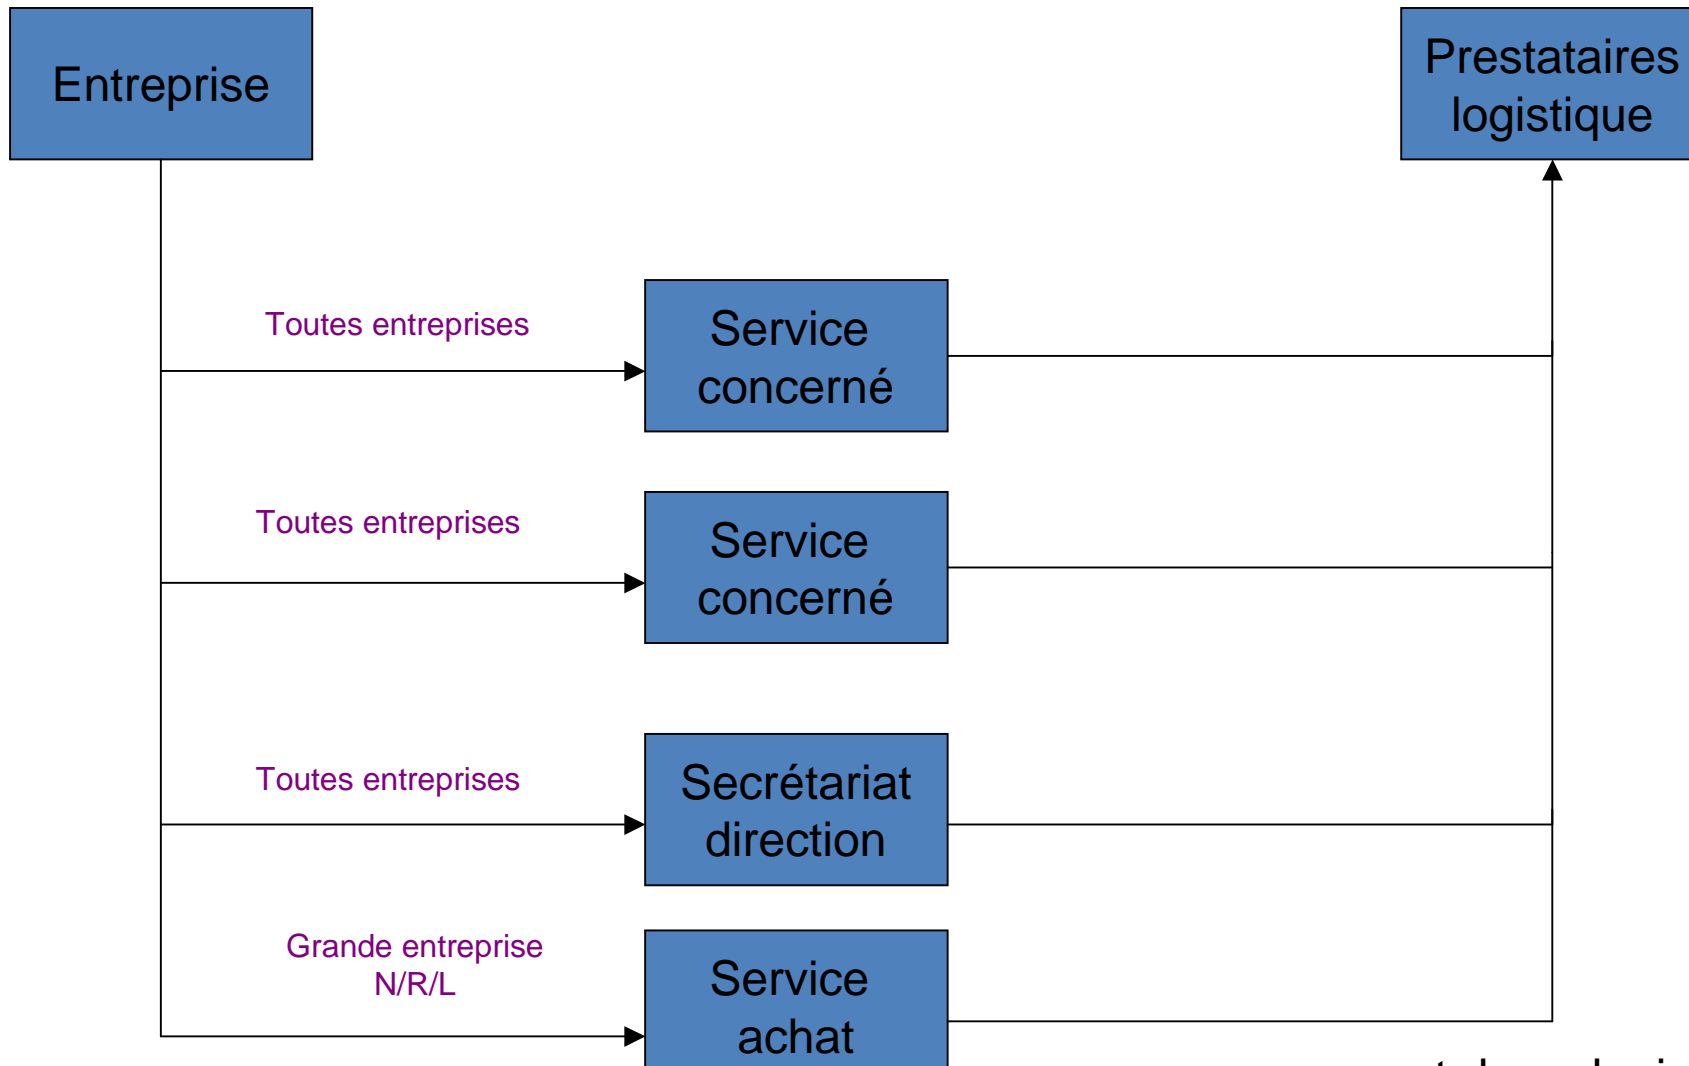 Entreprise
Prestataires
logistique
Toutes entreprises
Service
concerné
Toutes entreprises
Service
concerné
Toutes entreprises
Secrétariat
direction
Grande entreprise
N/R/L
Service
achat